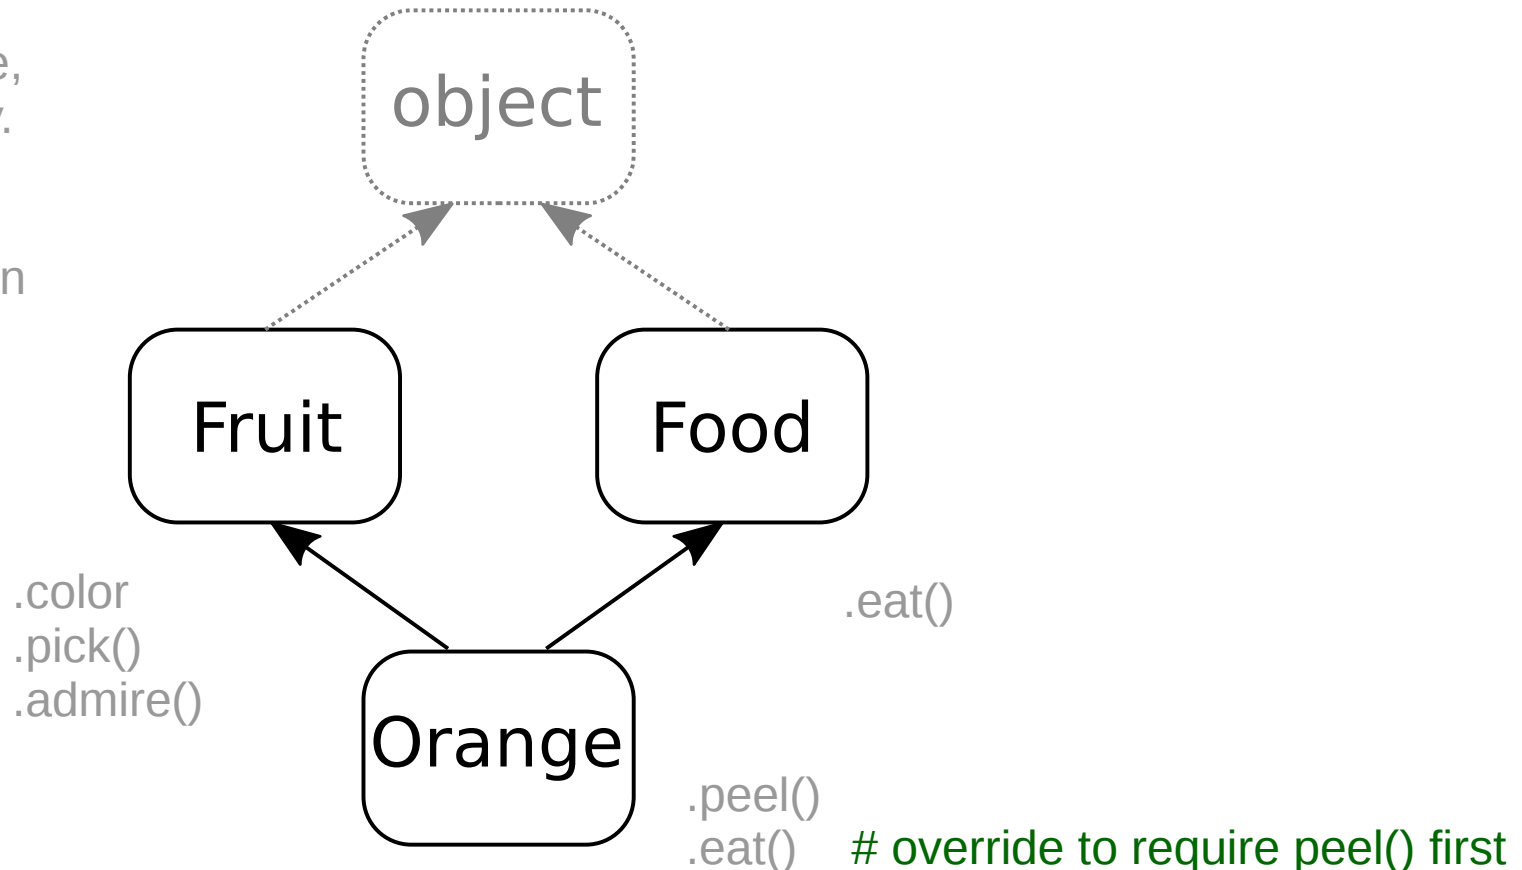 object
Fruit
Food
.color
.pick()
.admire()
.eat()
Orange
.peel()
.eat() # override to require peel() first